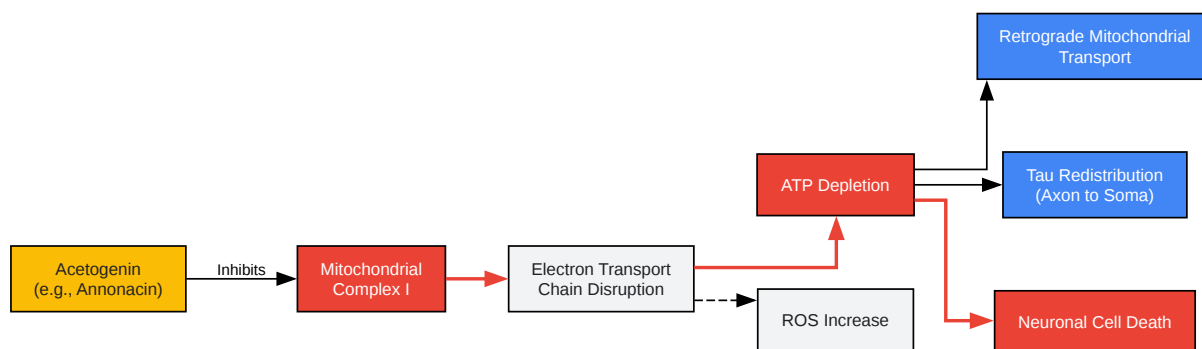 Retrograde Mitochondrial
Transport
ATP Depletion
Tau Redistribution
(Axon to Soma)
Acetogenin
(e.g., Annonacin)
Inhibits
Mitochondrial
Complex I
Electron Transport
Chain Disruption
ROS Increase
Neuronal Cell Death